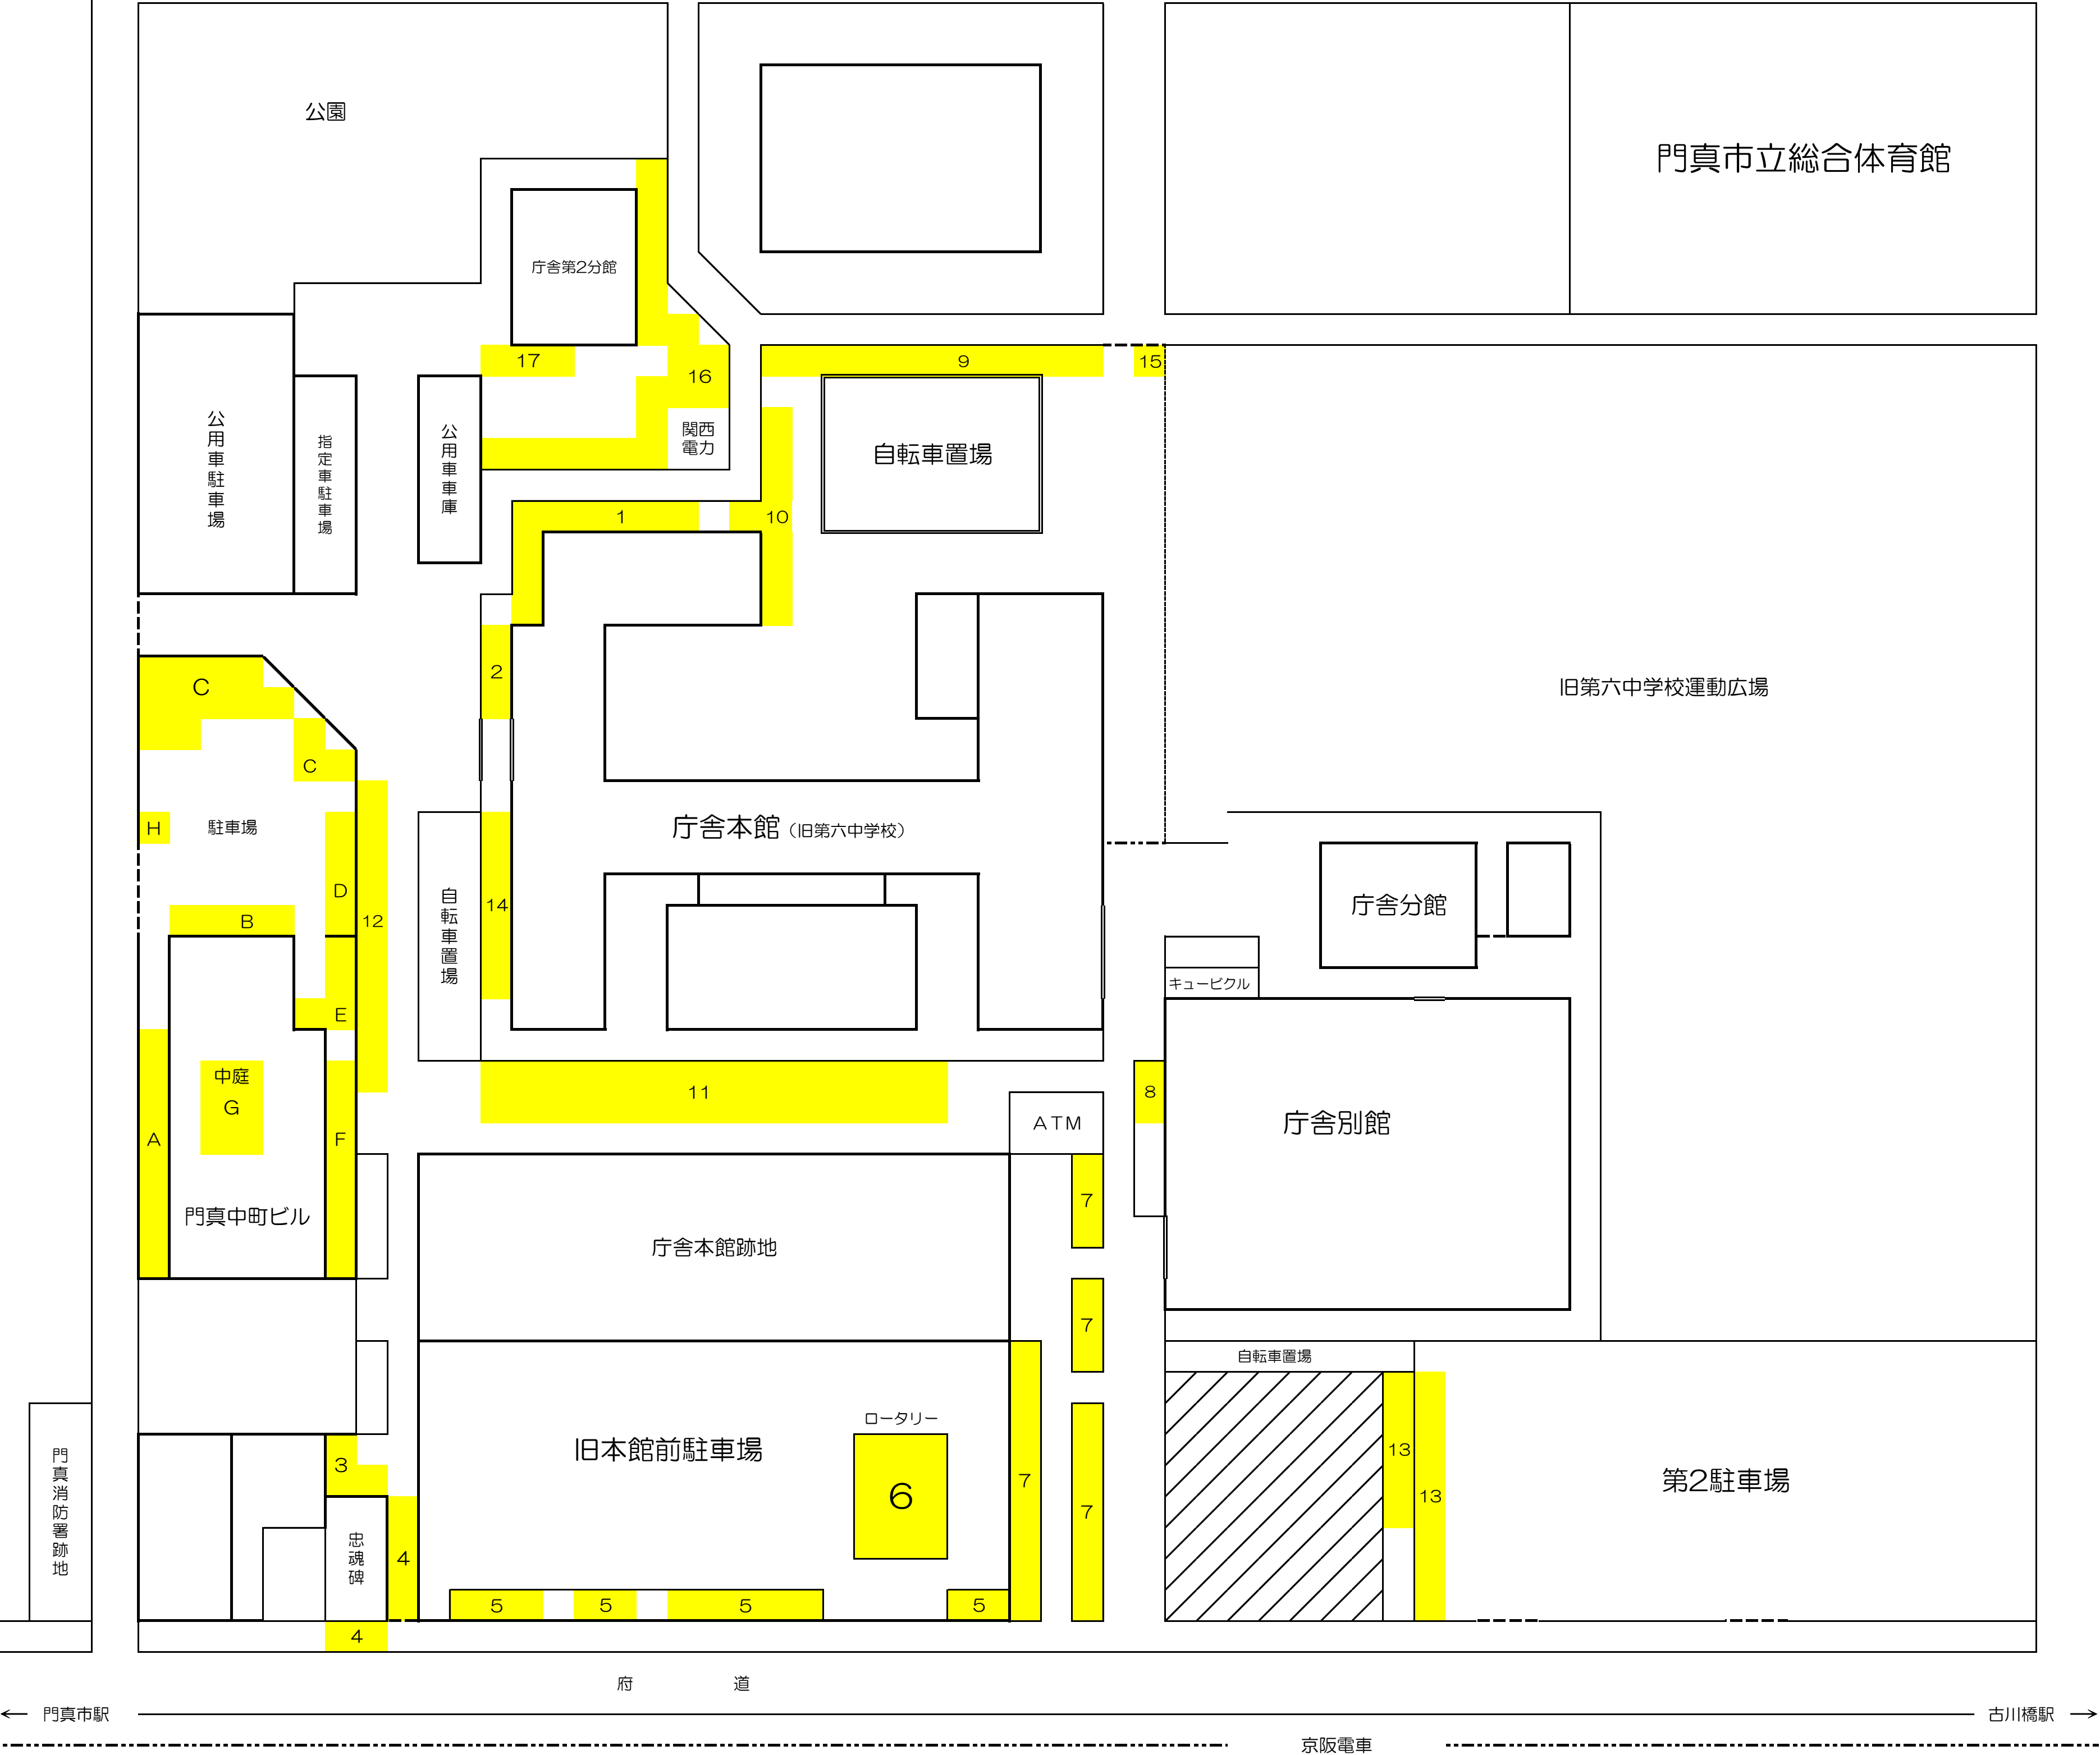 公園
門真市立総合体育館
庁舎第2分館
17
16
9
15
関西
電力
公用車駐車場
指定車駐車場
公用車車庫
自転車置場
1
10
2
C
旧第六中学校運動広場
C
H
駐車場
庁舎本館（旧第六中学校）
D
B
12
自転車置場
14
庁舎分館
キュービクル
E
中庭
G
11
8
ATM
庁舎別館
A
F
門真中町ビル
7
庁舎本館跡地
7
自転車置場
ロータリー
旧本館前駐車場
3
13
6
7
7
13
第2駐車場
門真消防署跡地
忠魂碑
4
5
5
5
5
4
府道
←門真市駅
古川橋駅→
京阪電車